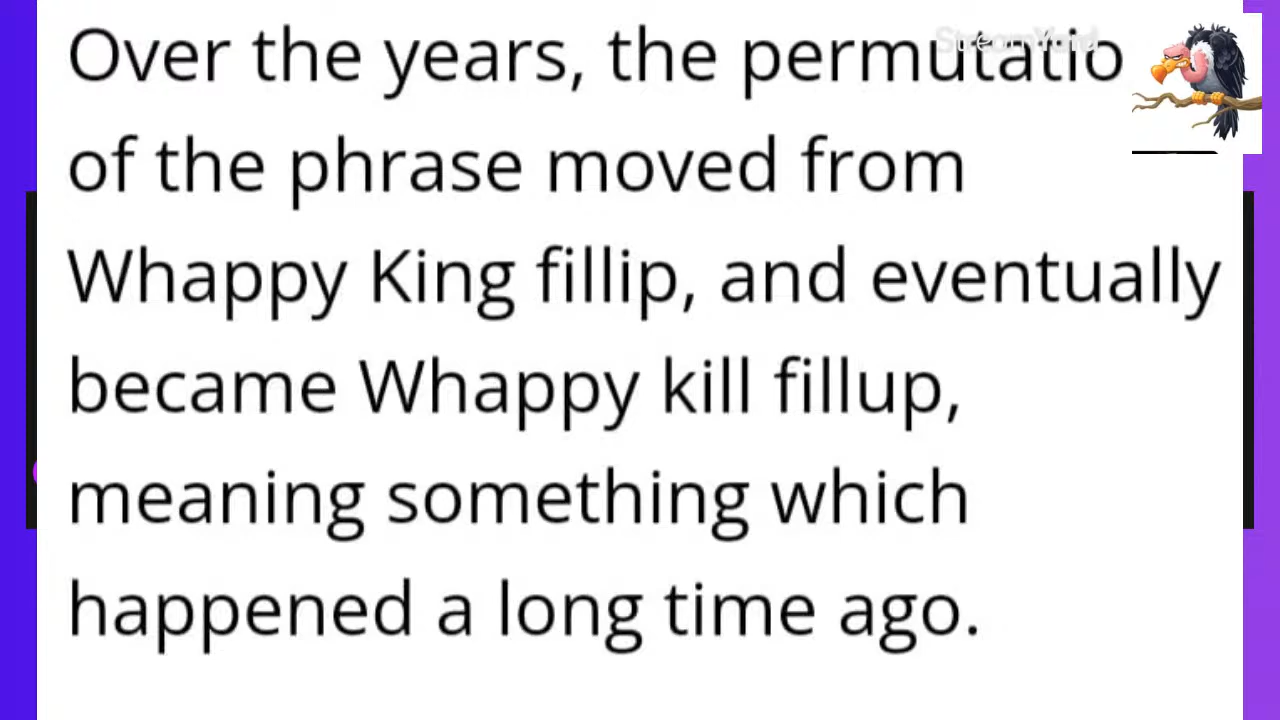 Over the years, the permutatio
StreamYard
of the phrase moved from
Whappy King fillip, and eventually
became Whappy kill fillup,
meaning something which
happened a long time ago.